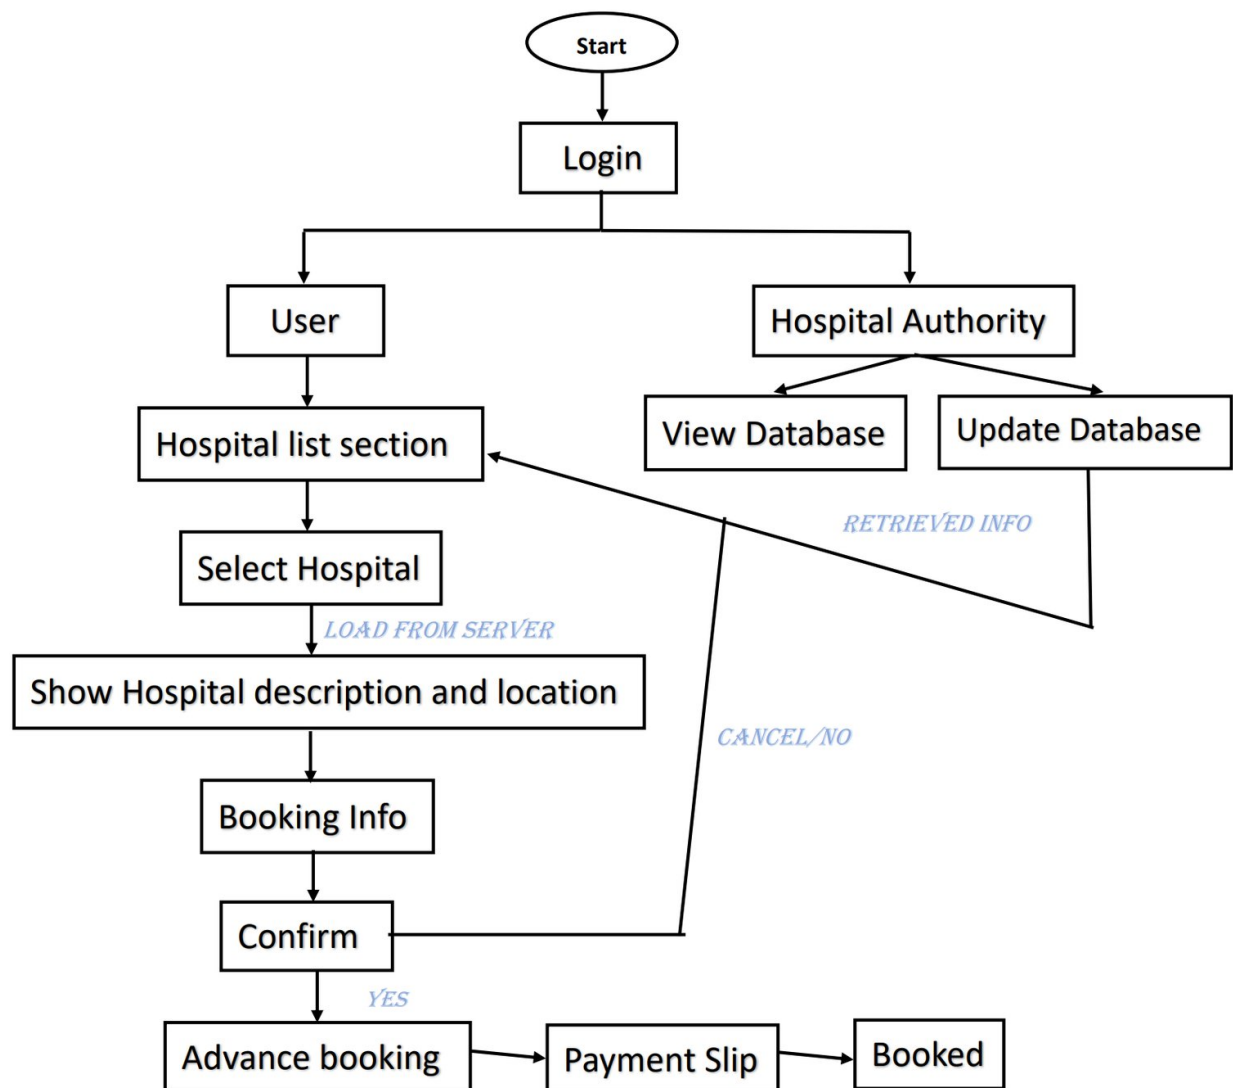 Start
Login
User
Hospital Authority
Hospital list section
View Database
Update Database
RETRIEVED INFO
Select Hospital
LOAD FROM SERVER
Show Hospital description and location
CANCEL/NO
Booking Info
Confirm
YES
Advance booking
Payment Slip
Booked